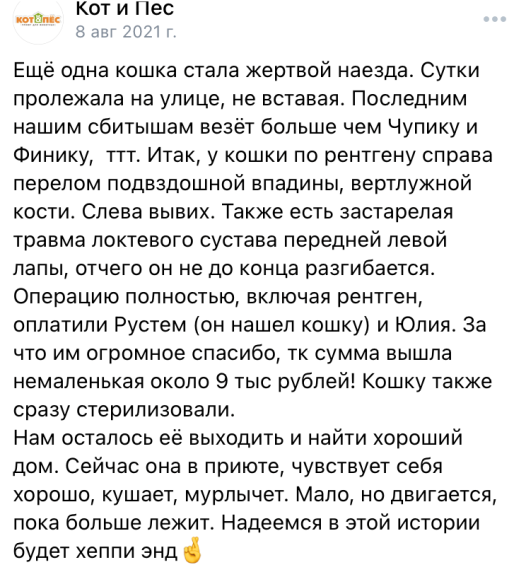 Кот и Пес
КОТ И ПЁС
8 авг 2021 г.
Ещё одна кошка стала жертвой наезда. Сутки
пролежала на улице, не вставая. Последним
нашим сбитышам везёт больше чем Чупику и
Финику,  ттт. Итак, у кошки по рентгену справа
перелом подвздошной впадины, вертлужной
кости. Слева вывих. Также есть застарелая
травма локтевого сустава передней левой
лапы, отчего он не до конца разгибается.
Операцию полностью, включая рентген,
оплатили Рустем (он нашел кошку) и Юлия. За
что им огромное спасибо, тк сумма вышла
немаленькая около 9 тыс рублей! Кошку также
сразу стерилизовали.
Нам осталось её выходить и найти хороший
дом. Сейчас она в приюте, чувствует себя
хорошо, кушает, мурлычет. Мало, но двигается,
пока больше лежит. Надеемся в этой истории
будет хеппи энд🤞